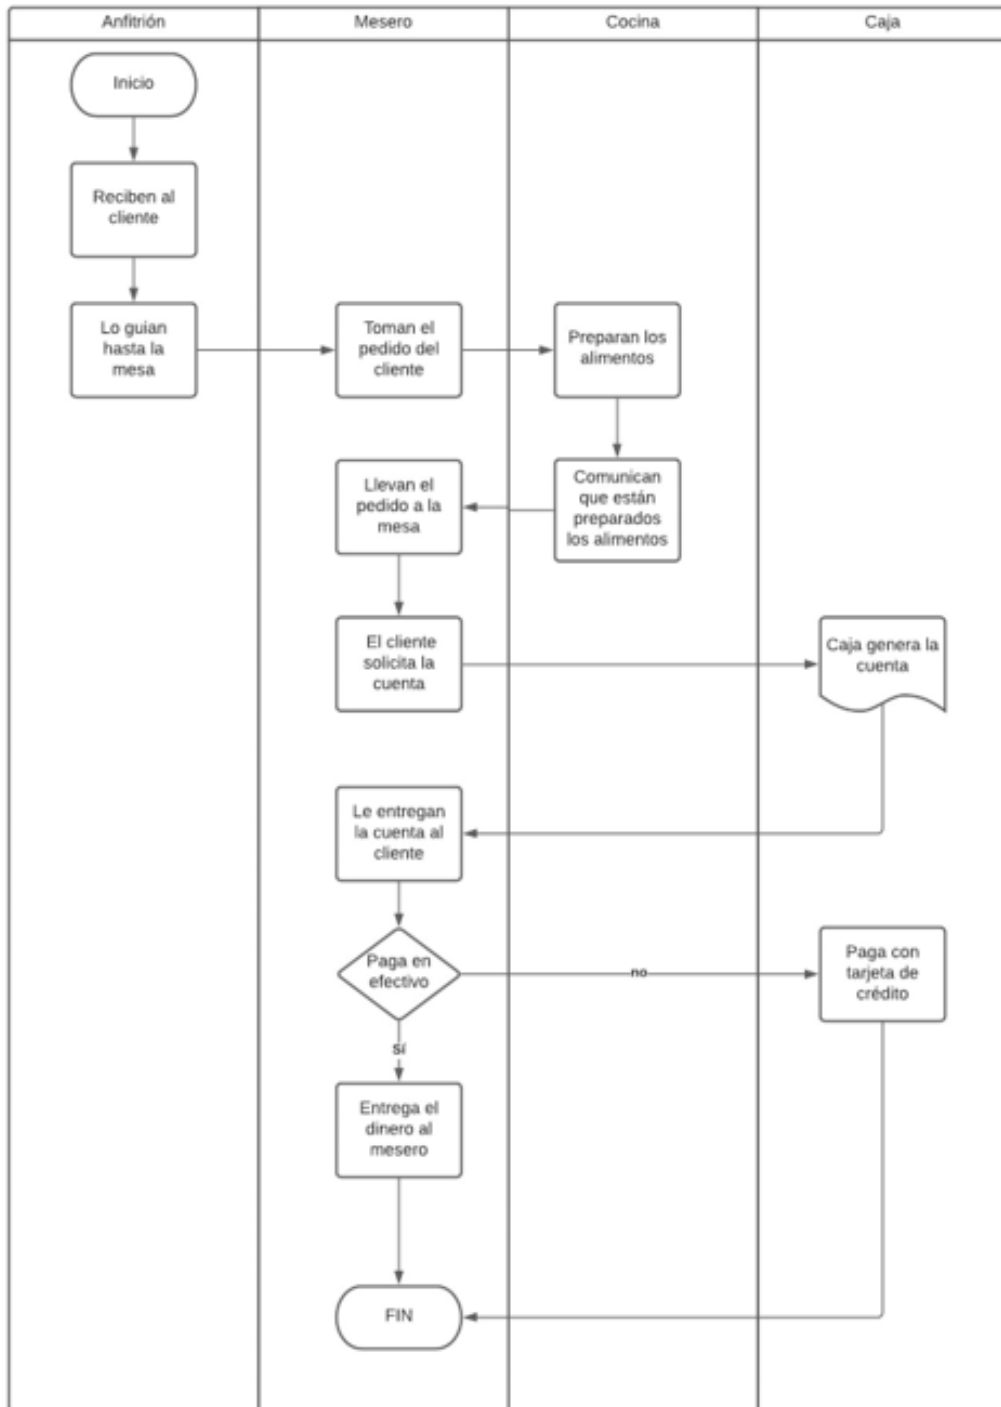 Anfitrión
Mesero
Cocina
Caja
Inicio
Reciben al
cliente
Lo guian
hasta la
mesa
Toman el
pedido del
cliente
Preparan los
alimentos
Llevan el
pedido a la
mesa
Comunican
que están
preparados
los alimentos
El cliente
solicita la
cuenta
Caja genera la
cuenta
Le entregan
la cuenta al
cliente
Paga en
efectivo
no
Paga con
tarjeta de
crédito
Sí
Entrega el
dinero al
mesero
FIN